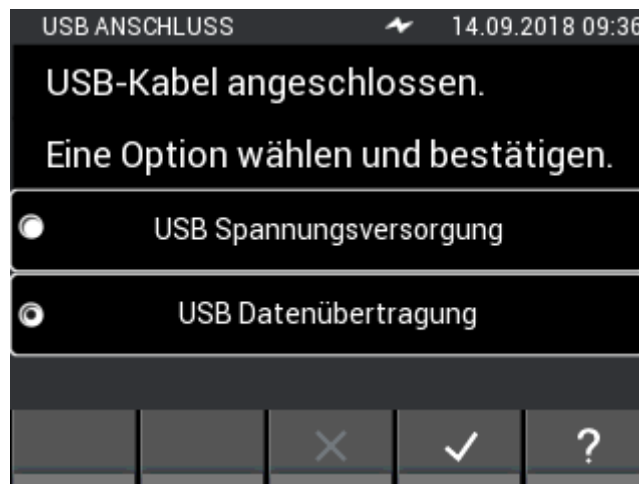 USB ANSCHLUSS 14.09.2018 09:36
USB-Kabel angeschlossen.
Eine Option wählen und bestätigen.
USB Spannungsversorgung
USB Datenübertragung
?